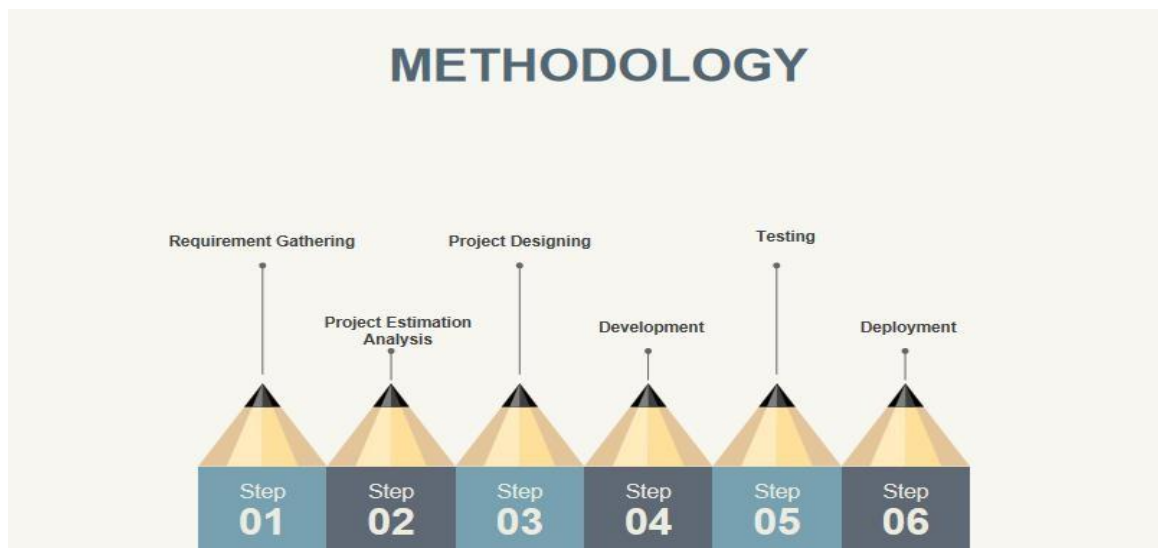 METHODOLOGY
Requirement Gathering
Project Estimation
Analysis
Project Designing
Development
Testing
Deployment
Step
01
Step
02
Step
03
Step
04
Step
05
Step
06